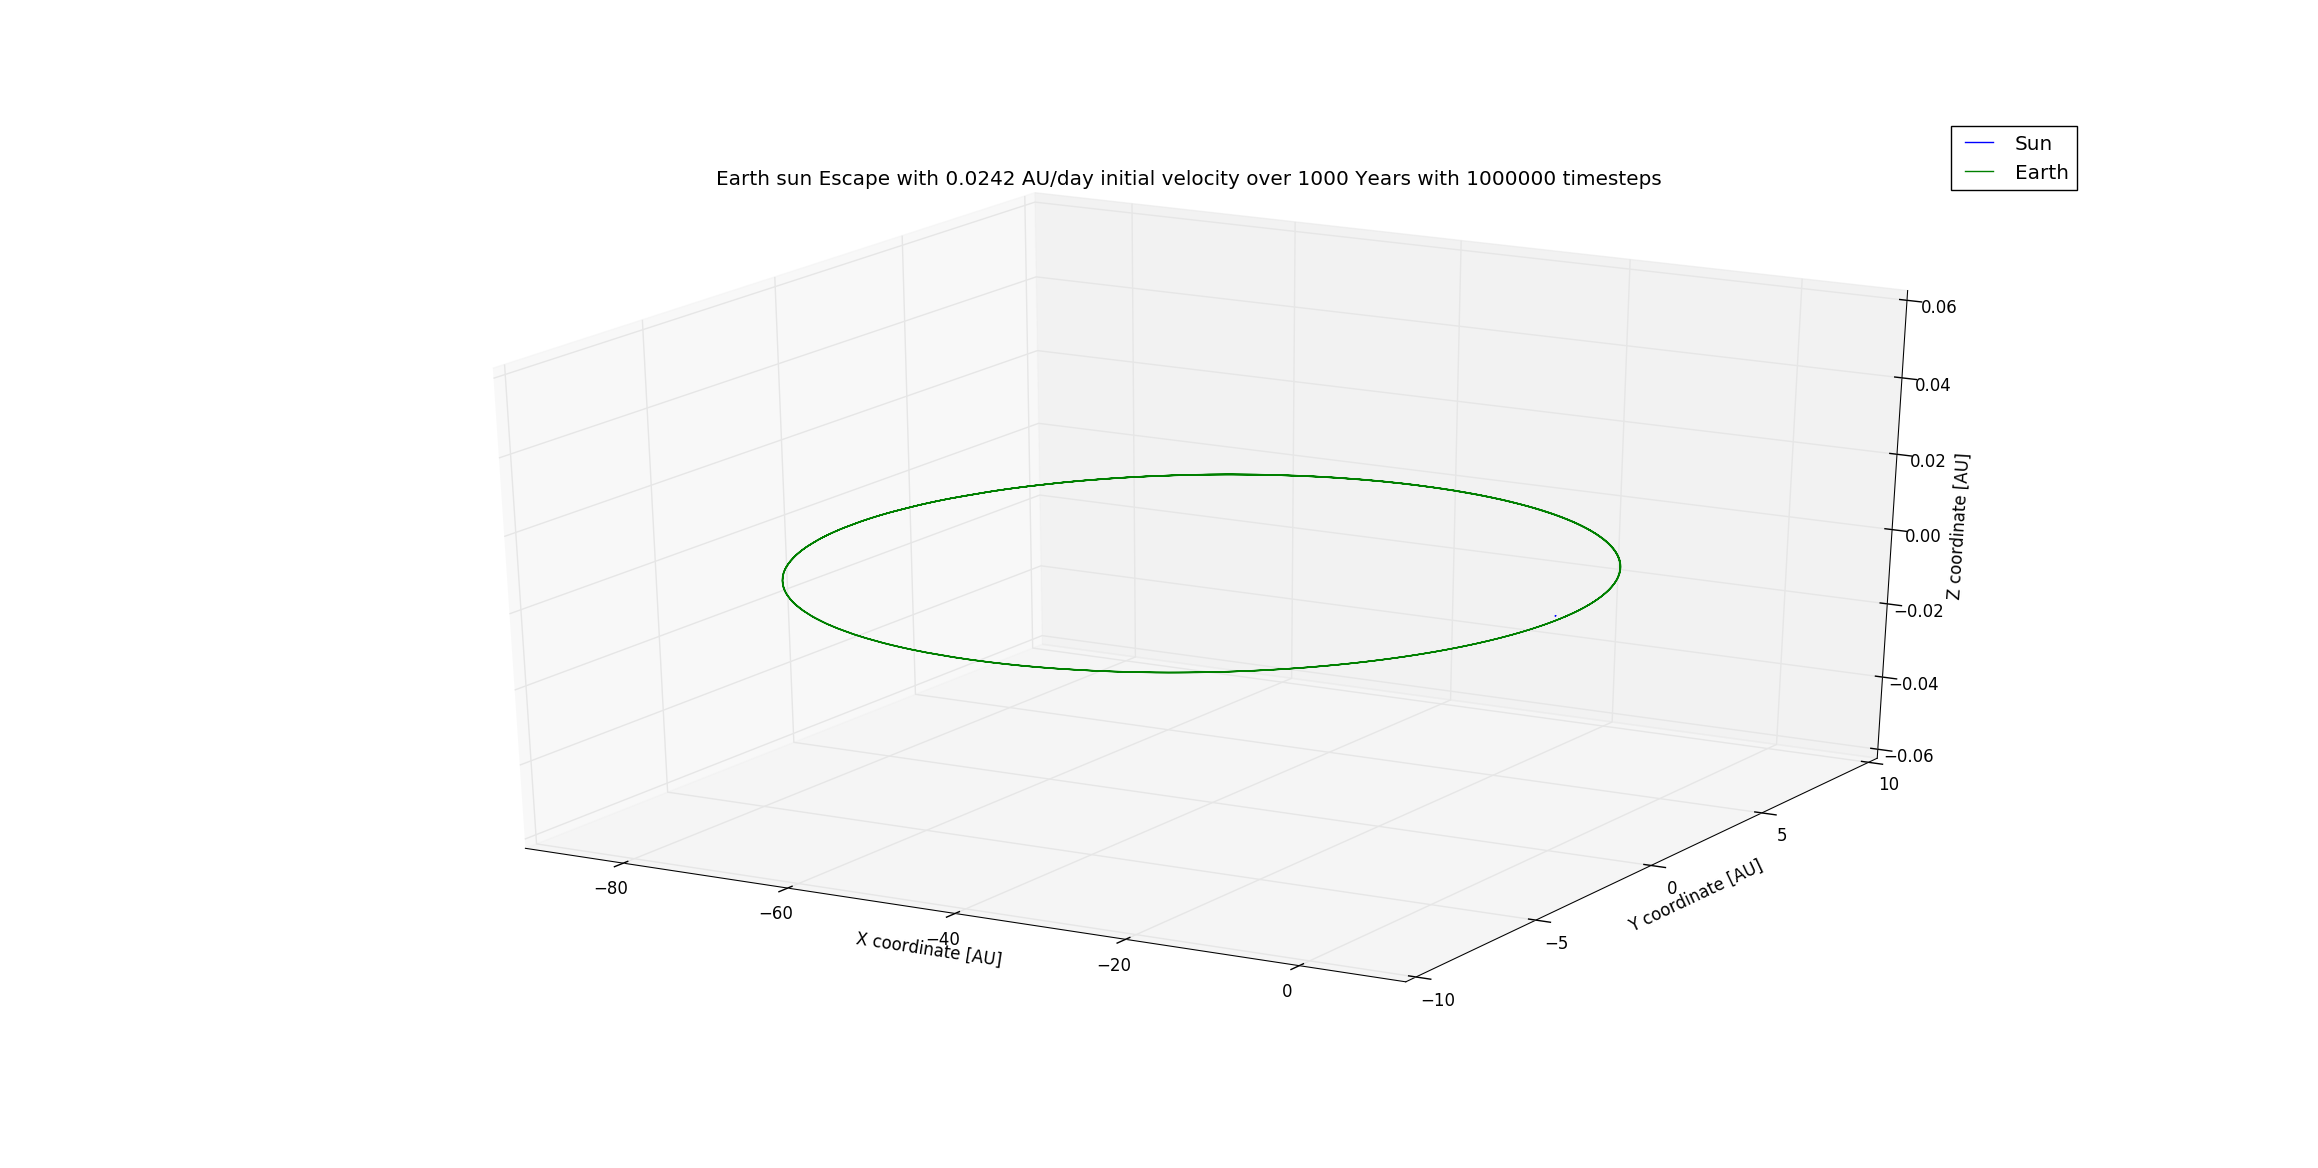 Sun
Earth
Earth sun Escape with 0.0242 AU/day initial velocity over 1000 Years with 1000000 timesteps
0.06
0.04
0.02
0.00
−0.02
−0.04
−0.06
Z coordinate [AU]
10
5
0
−5
−10
Y coordinate [AU]
−80
−60
−40
−20
0
X coordinate [AU]